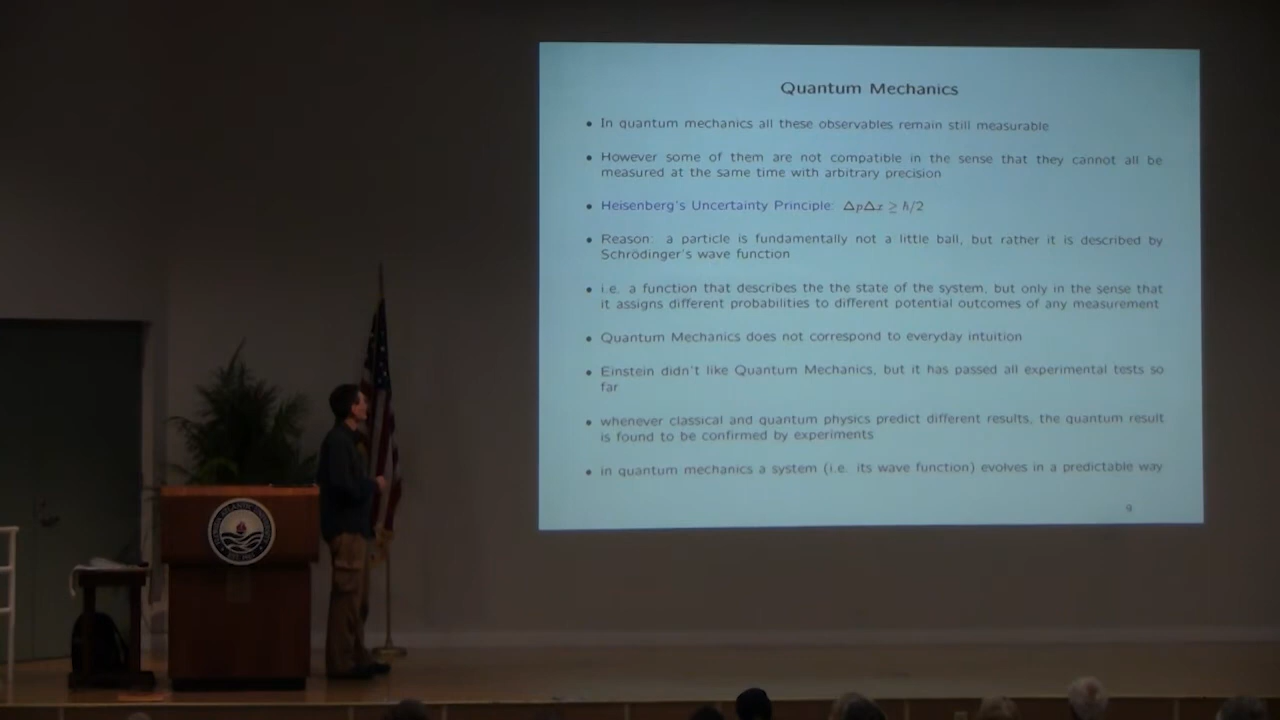 Quantum Mechanics
• In quantum mechanics all these observables remain still measurable
• However some of them are not compatible in the sense that they cannot all be
measured at the same time with arbitrary precision
• Heisenberg's Uncertainty Principle: ΔpΔx ≥ ℏ/2
• Reason: a particle is fundamentally not a little ball, but rather it is described by
Schrödinger's wave function
• i.e. a function that describes the the state of the system, but only in the sense that
it assigns different probabilities to different potential outcomes of any measurement
• Quantum Mechanics does not correspond to everyday intuition
• Einstein didn't like Quantum Mechanics, but it has passed all experimental tests so
far
• whenever classical and quantum physics predict different results, the quantum result
is found to be confirmed by experiments
• in quantum mechanics a system (i.e. its wave function) evolves in a predictable way
9